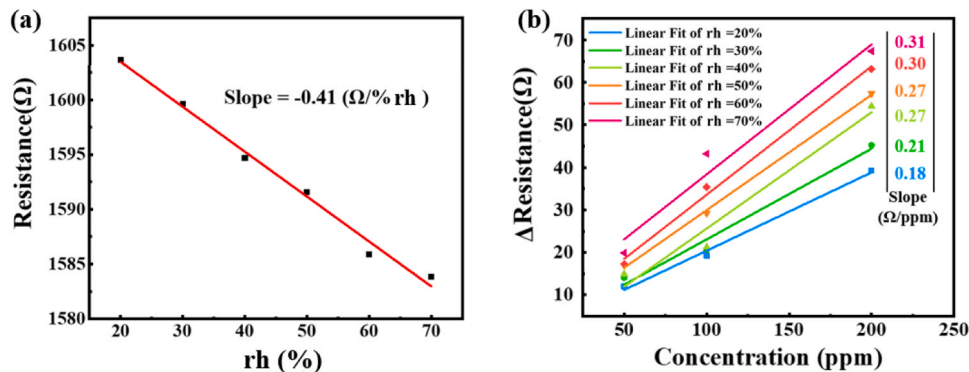 (a)
1605
1600
1595
1590
1585
1580
Resistance(Ω)
Slope = -0.41 (Ω/% rh )
20 30 40 50 60 70
rh (%)
(b)
70
60
50
40
30
20
10
ΔResistance(Ω)
Linear Fit of rh =20%
Linear Fit of rh =30%
Linear Fit of rh =40%
Linear Fit of rh =50%
Linear Fit of rh =60%
Linear Fit of rh =70%
0.31
0.30
0.27
0.27
0.21
0.18
Slope
(Ω/ppm)
50 100 150 200 250
Concentration (ppm)